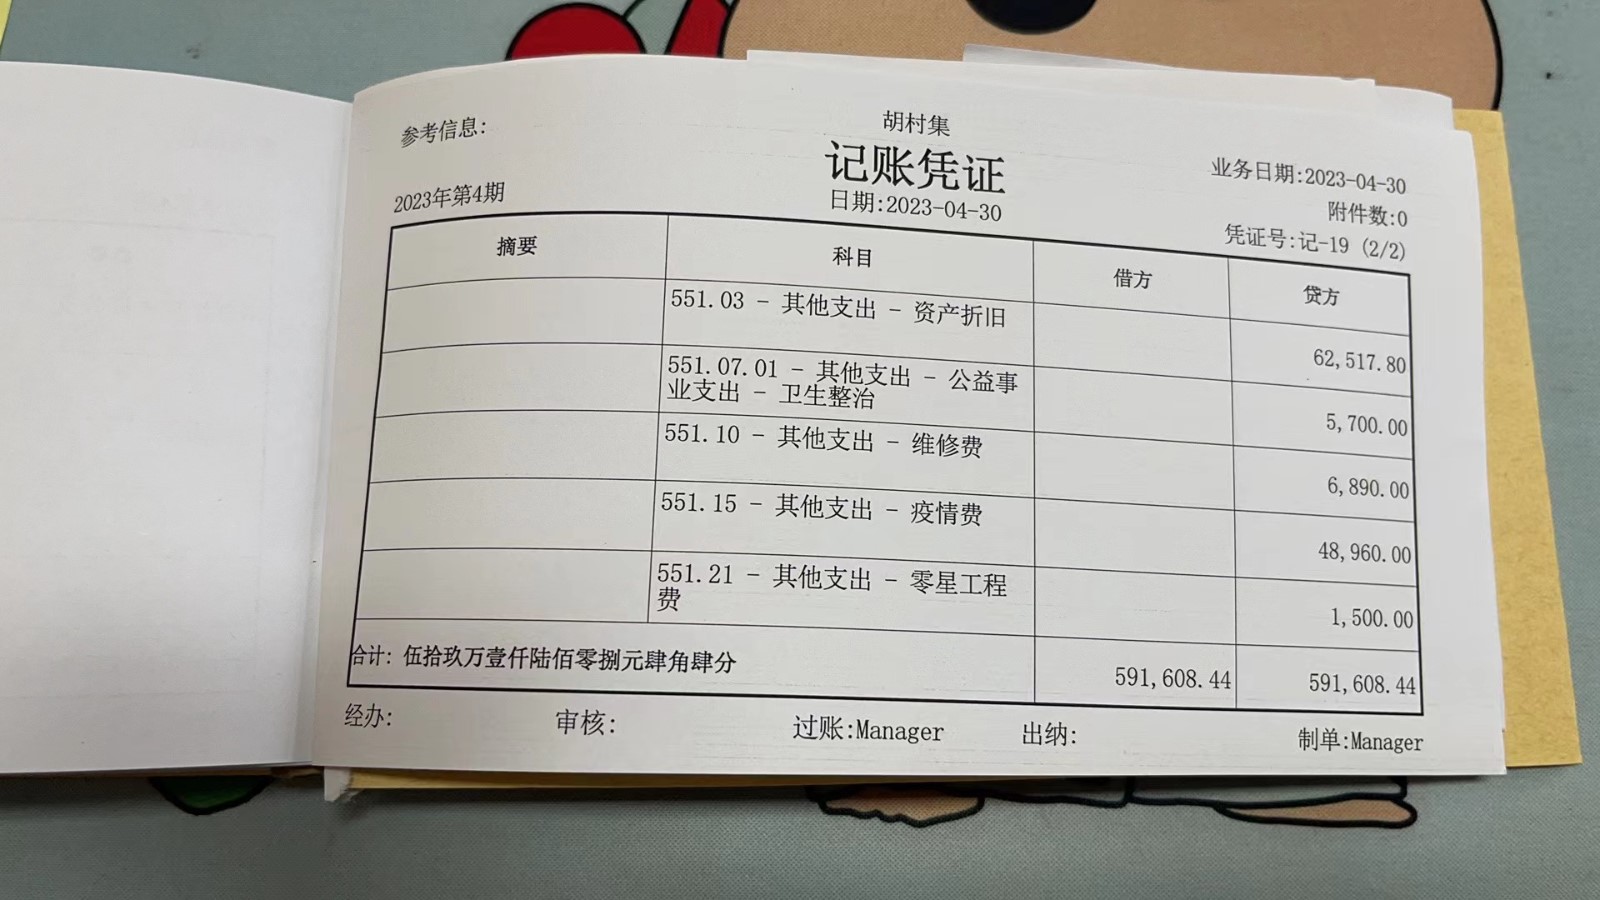 胡村集
参考信息:
记账凭证
业务日期:2023-04-30
2023年第4期
日期:2023-04-30
附件数:0
凭证号:记-19 (2/2)
摘要 科目 借方 贷方
551.03 - 其他支出 - 资产折旧 62,517.80
551.07.01 - 其他支出 - 公益事
业支出 - 卫生整治 5,700.00
551.10 - 其他支出 - 维修费 6,890.00
551.15 - 其他支出 - 疫情费 48,960.00
551.21 - 其他支出 - 零星工程
费 1,500.00
合计: 伍拾玖万壹仟陆佰零捌元肆角肆分 591,608.44 591,608.44
经办: 审核: 过账:Manager 出纳: 制单:Manager